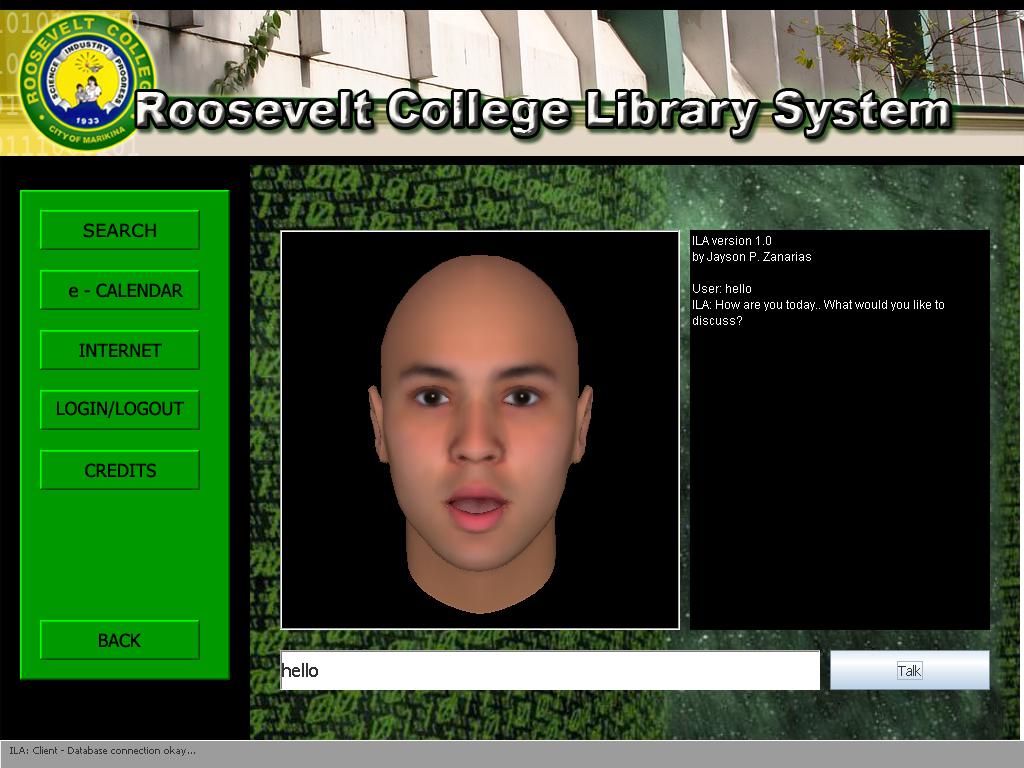 ROOSEVELT COLLEGE
SCIENCE INDUSTRY PROGRESS
1933
CITY OF MARIKINA
Roosevelt College Library System
SEARCH
e - CALENDAR
INTERNET
LOGIN/LOGOUT
CREDITS
BACK
ILA version 1.0
by Jayson P. Zanarias
User: hello
ILA: How are you today.. What would you like to
discuss?
hello
Talk
ILA: Client - Database connection okay...